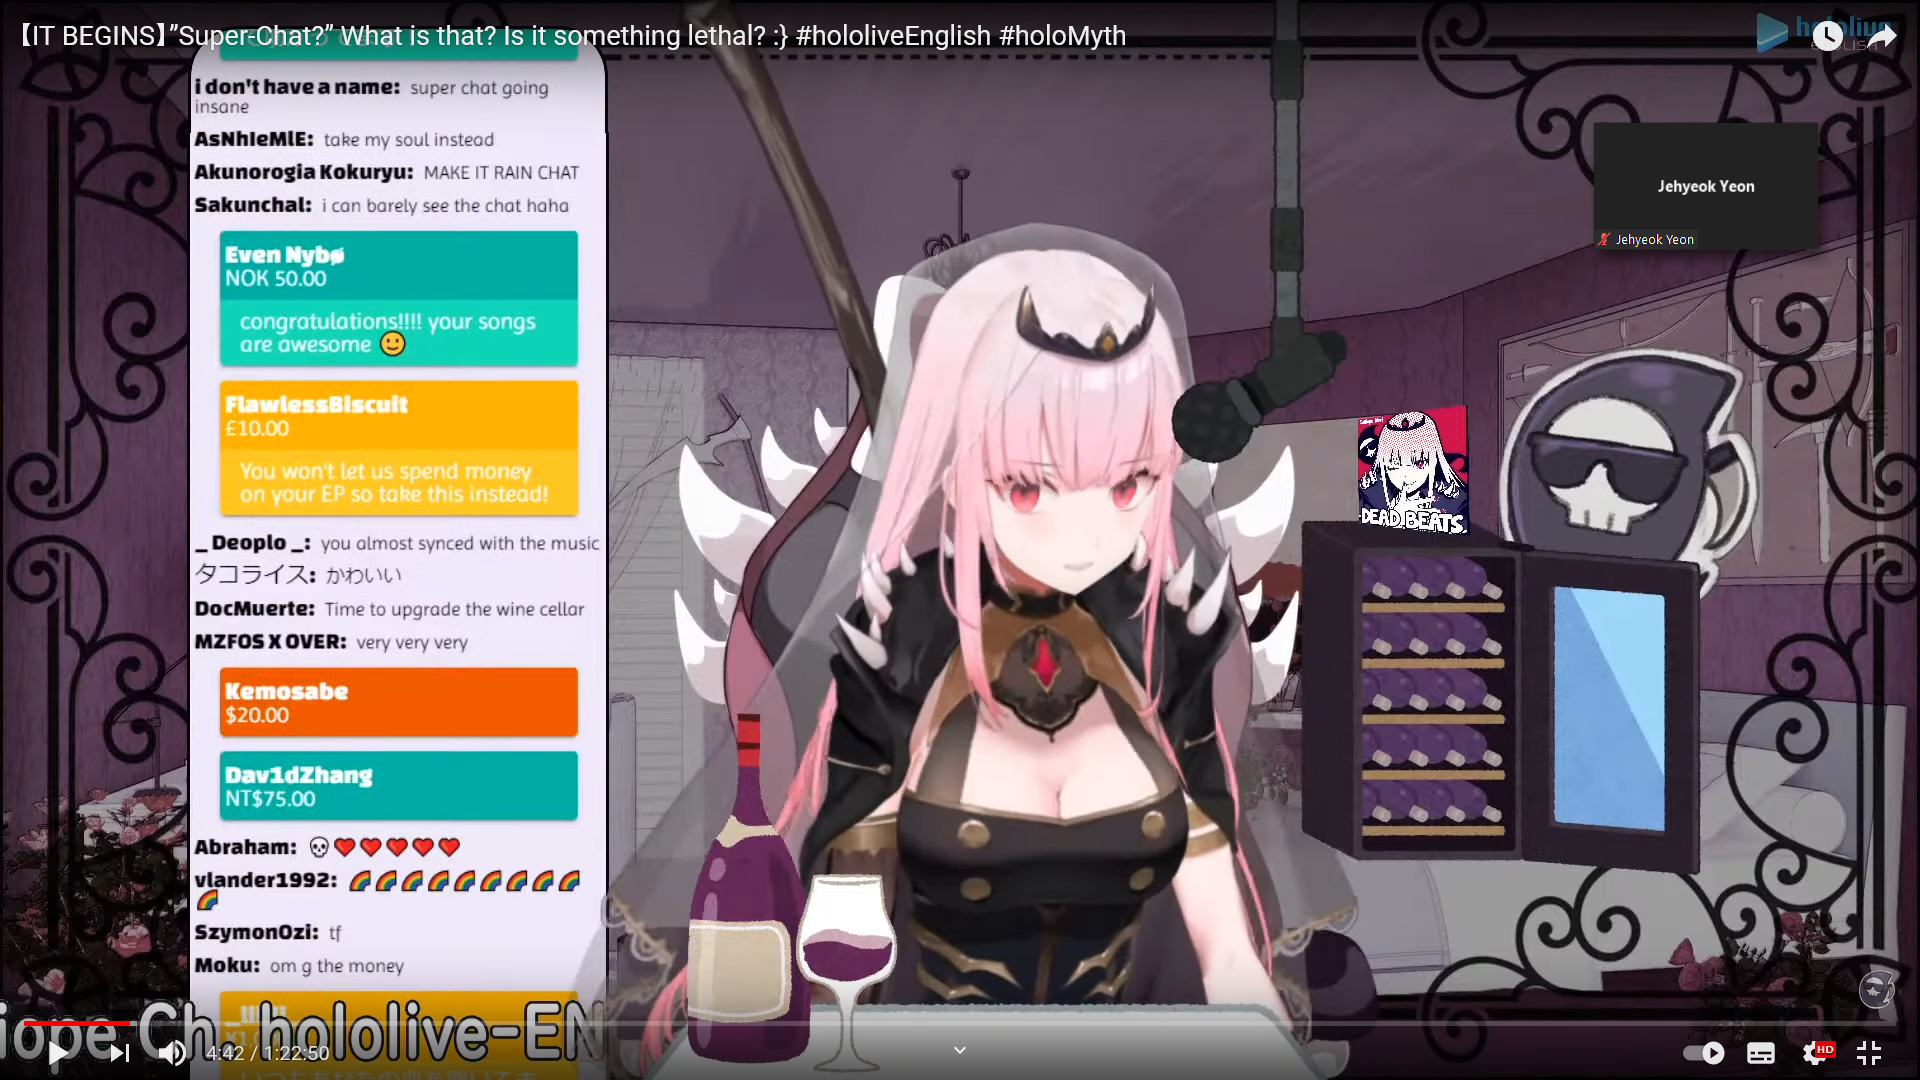 【IT BEGINS】”Super-Chat?” What is that? Is it something lethal? :} #hololiveEnglish #holoMyth
hololive
i don't have a name: super chat going
insane
AsNhIeMlE: take my soul instead
Akunorogia Kokuryu: MAKE IT RAIN CHAT
Sakunchal: i can barely see the chat haha
Even Nybø
NOK 50.00
congratulations!!!! your songs
are awesome 🙂
FlawlessBiscuit
£10.00
You won't let us spend money
on your EP so take this instead!
_ Deoplo _: you almost synced with the music
タコライス: かわいい
DocMuerte: Time to upgrade the wine cellar
MZFOS X OVER: very very very
Kemosabe
$20.00
Dav1dZhang
NT$75.00
Abraham: 💀❤️❤️❤️❤️❤️
vlander1992: 🌈🌈🌈🌈🌈🌈🌈🌈🌈
🌈
SzymonOzi: tf
Moku: om g the money
iope Ch. hololive-EN
4:42 / 1:22:50
Jehyeok Yeon
Jehyeok Yeon
DEAD BEATS
HD